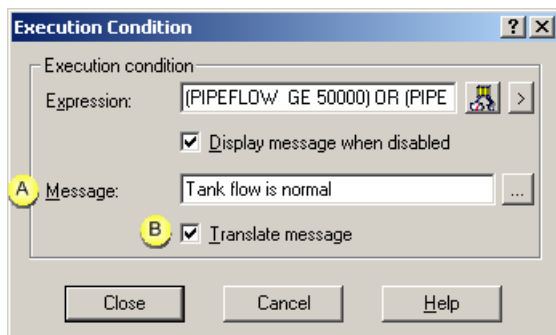 Execution Condition ? X
Execution condition
Expression: (PIPEFLOW GE 50000) OR (PIPE >
Display message when disabled
A Message: Tank flow is normal ...
B Translate message
Close Cancel Help